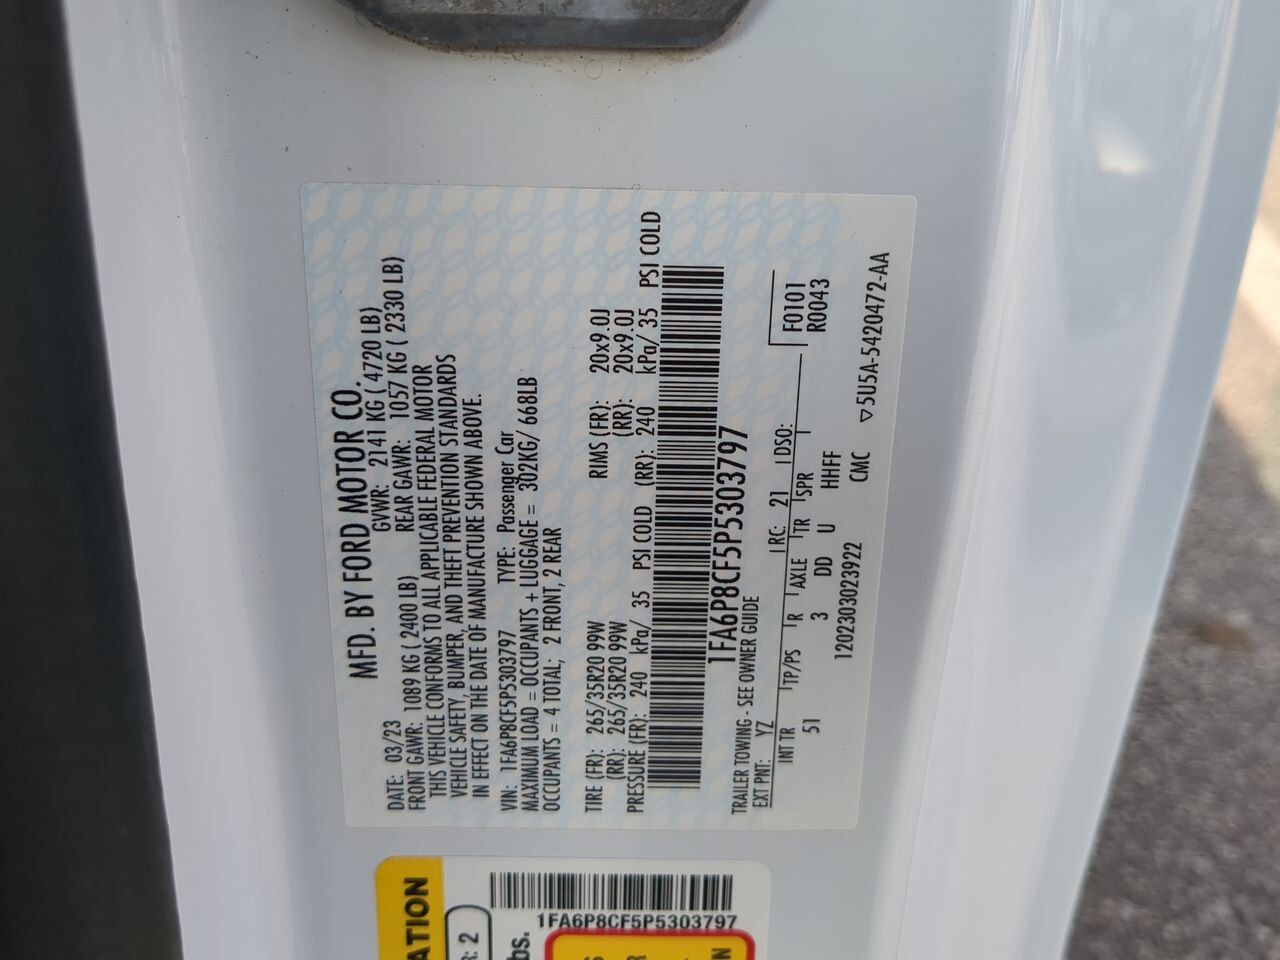 MFD. BY FORD MOTOR CO.
DATE: 03/23 GVWR: 2141 KG ( 4720 LB)
FRONT GAWR: 1089 KG ( 2400 LB) REAR GAWR: 1057 KG ( 2330 LB)
THIS VEHICLE CONFORMS TO ALL APPLICABLE FEDERAL MOTOR
VEHICLE SAFETY, BUMPER, AND THEFT PREVENTION STANDARDS
IN EFFECT ON THE DATE OF MANUFACTURE SHOWN ABOVE.
VIN: 1FA6P8CF5P5303797 TYPE: Passenger Car
MAXIMUM LOAD = OCCUPANTS + LUGGAGE = 302KG/ 668LB
OCCUPANTS = 4 TOTAL; 2 FRONT, 2 REAR
TIRE (FR): 265/35R20 99W RIMS (FR): 20x9.0J
(RR): 265/35R20 99W (RR): 20x9.0J
PRESSURE (FR): 240 kPa/ 35 PSI COLD (RR): 240 kPa/ 35 PSI COLD
1FA6P8CF5P5303797
TRAILER TOWING - SEE OWNER GUIDE
EXT PNT: YZ RC: 21 DSO: F0101
R0043
INT TR TP/PS R AXLE TR SPR
51 3 DD U HHFF
1202303023922 CMC
▽5U5A-5420472-AA
ATION
R: 2
1FA6P8CF5P5303797
bs.